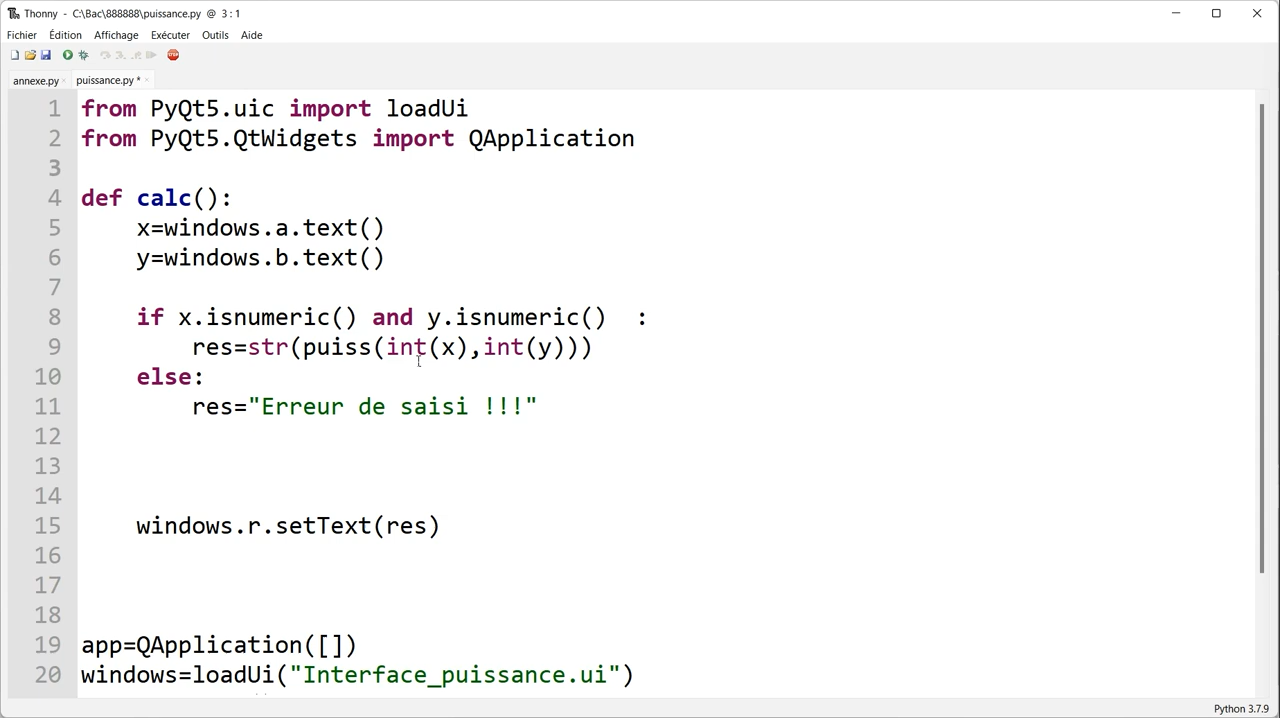 Thonny - C:\Bac\888888\puissance.py @ 3 : 1
Fichier Édition Affichage Exécuter Outils Aide
STOP
annexe.py × puissance.py * ×
1 from PyQt5.uic import loadUi
2 from PyQt5.QtWidgets import QApplication
3
4 def calc():
5     x=windows.a.text()
6     y=windows.b.text()
7
8     if x.isnumeric() and y.isnumeric()  :
9         res=str(puiss(int(x),int(y)))
10     else:
11         res="Erreur de saisi !!!"
12
13
14
15     windows.r.setText(res)
16
17
18
19 app=QApplication([])
20 windows=loadUi("Interface_puissance.ui")
Python 3.7.9